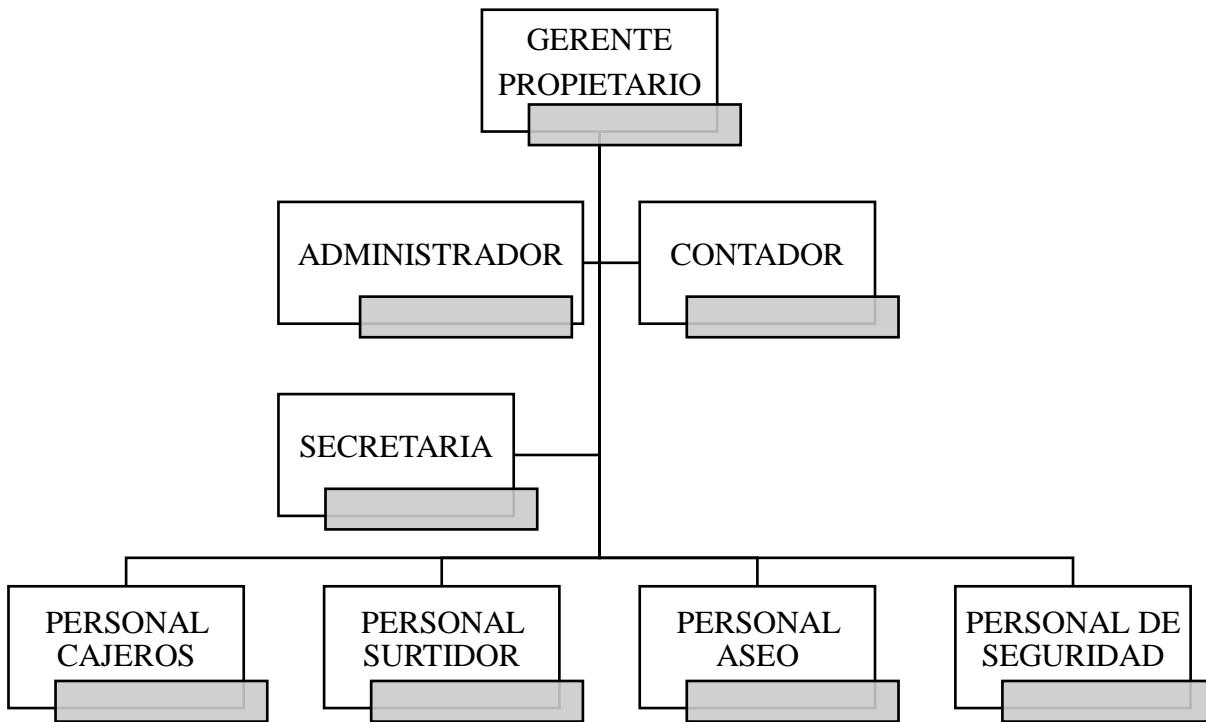 GERENTE
PROPIETARIO
ADMINISTRADOR
CONTADOR
SECRETARIA
PERSONAL
CAJEROS
PERSONAL
SURTIDOR
PERSONAL
ASEO
PERSONAL DE
SEGURIDAD